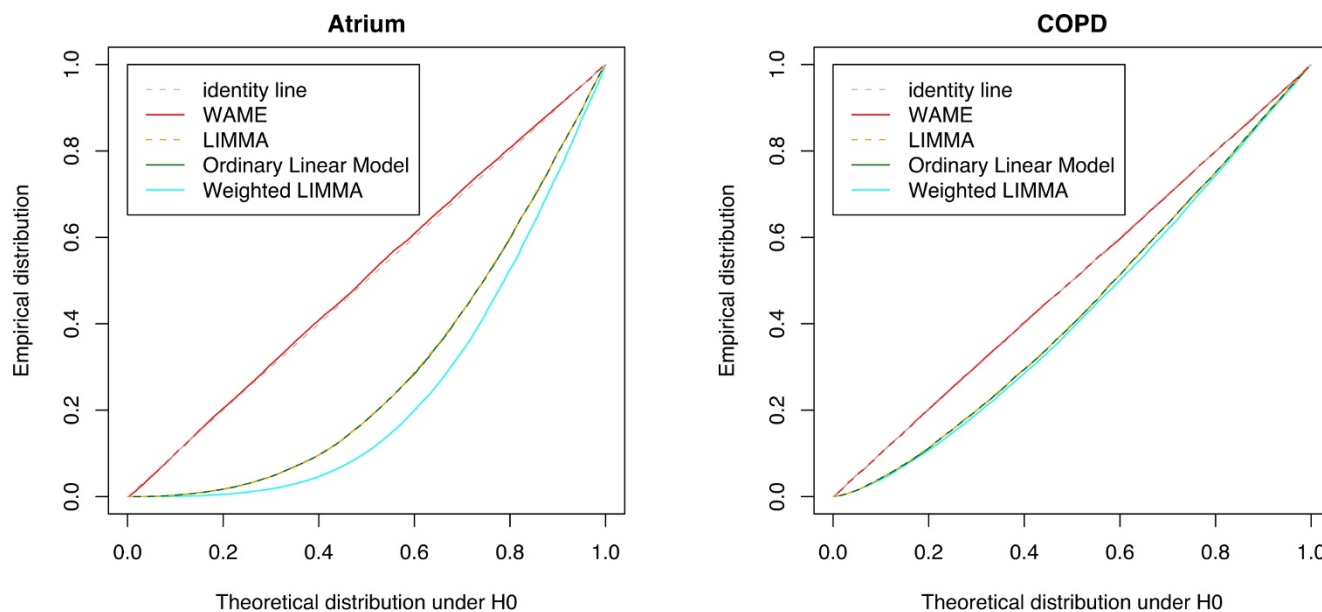 Atrium
identity line
WAME
LIMMA
Ordinary Linear Model
Weighted LIMMA
Empirical distribution
1.0
0.8
0.6
0.4
0.2
0.0
0.0 0.2 0.4 0.6 0.8 1.0
Theoretical distribution under H0
COPD
identity line
WAME
LIMMA
Ordinary Linear Model
Weighted LIMMA
Empirical distribution
1.0
0.8
0.6
0.4
0.2
0.0
0.0 0.2 0.4 0.6 0.8 1.0
Theoretical distribution under H0